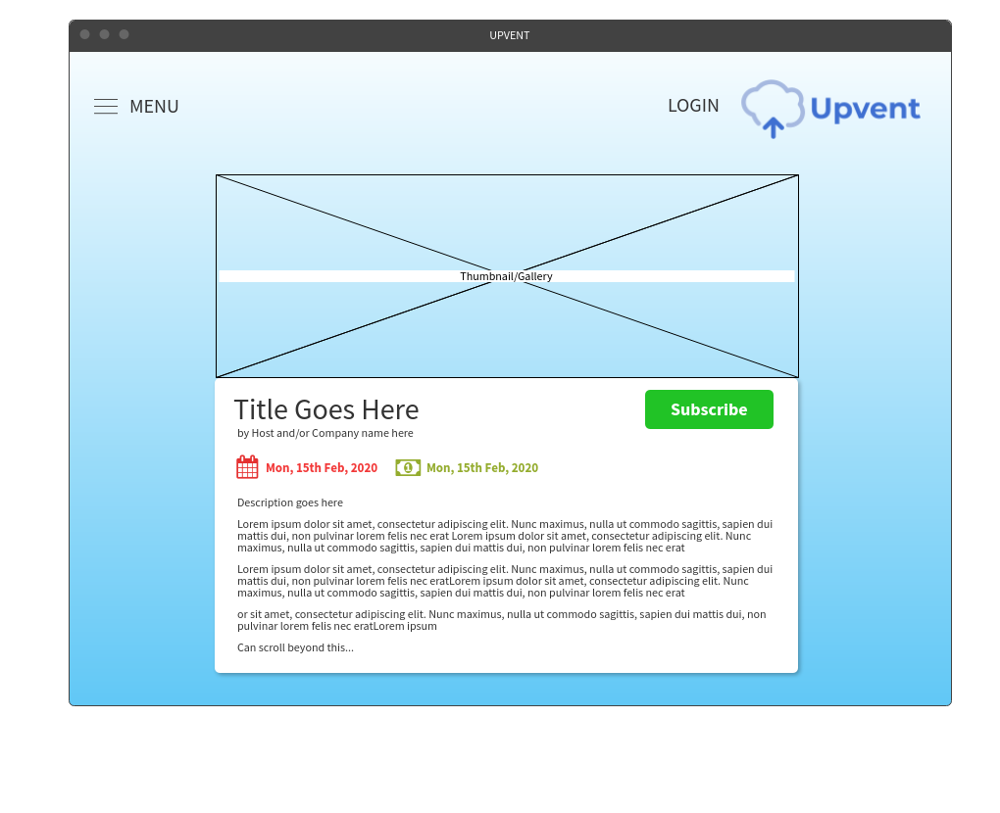 UPVENT
MENU
LOGIN
Upvent
Thumbnail/Gallery
Title Goes Here
Subscribe
by Host and/or Company name here
Mon, 15th Feb, 2020
1
Mon, 15th Feb, 2020
Description goes here
Lorem ipsum dolor sit amet, consectetur adipiscing elit. Nunc maximus, nulla ut commodo sagittis, sapien dui
mattis dui, non pulvinar lorem felis nec erat Lorem ipsum dolor sit amet, consectetur adipiscing elit. Nunc
maximus, nulla ut commodo sagittis, sapien dui mattis dui, non pulvinar lorem felis nec erat
Lorem ipsum dolor sit amet, consectetur adipiscing elit. Nunc maximus, nulla ut commodo sagittis, sapien dui
mattis dui, non pulvinar lorem felis nec eratLorem ipsum dolor sit amet, consectetur adipiscing elit. Nunc
maximus, nulla ut commodo sagittis, sapien dui mattis dui, non pulvinar lorem felis nec erat
or sit amet, consectetur adipiscing elit. Nunc maximus, nulla ut commodo sagittis, sapien dui mattis dui, non
pulvinar lorem felis nec eratLorem ipsum
Can scroll beyond this...